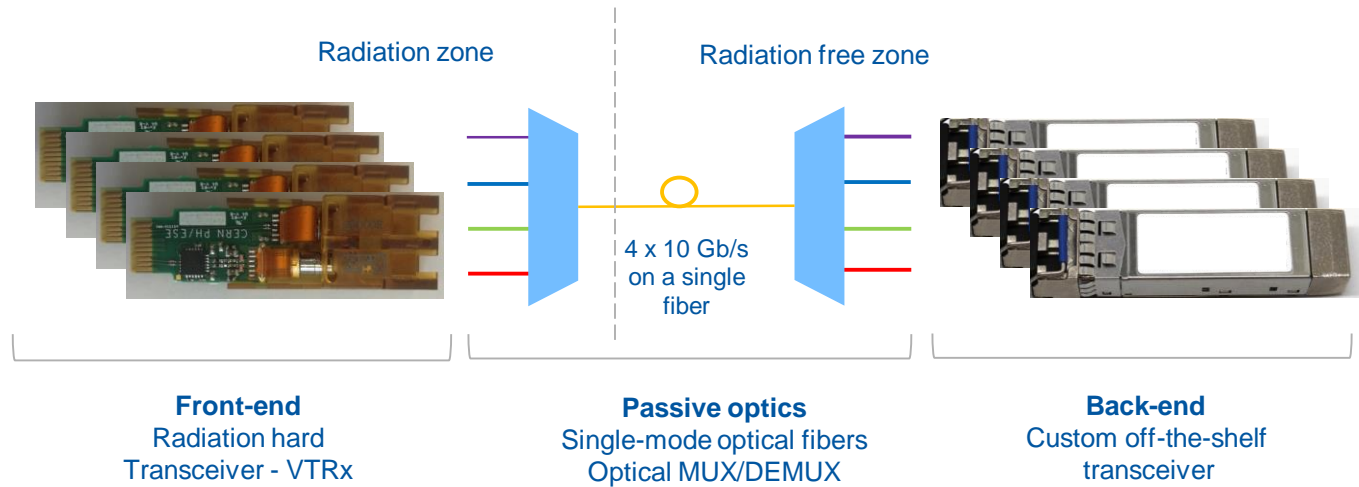 Radiation zone
Radiation free zone
CERN PH/ESE
4 x 10 Gb/s
on a single
fiber
Front-end
Radiation hard
Transceiver - VTRx
Passive optics
Single-mode optical fibers
Optical MUX/DEMUX
Back-end
Custom off-the-shelf
transceiver